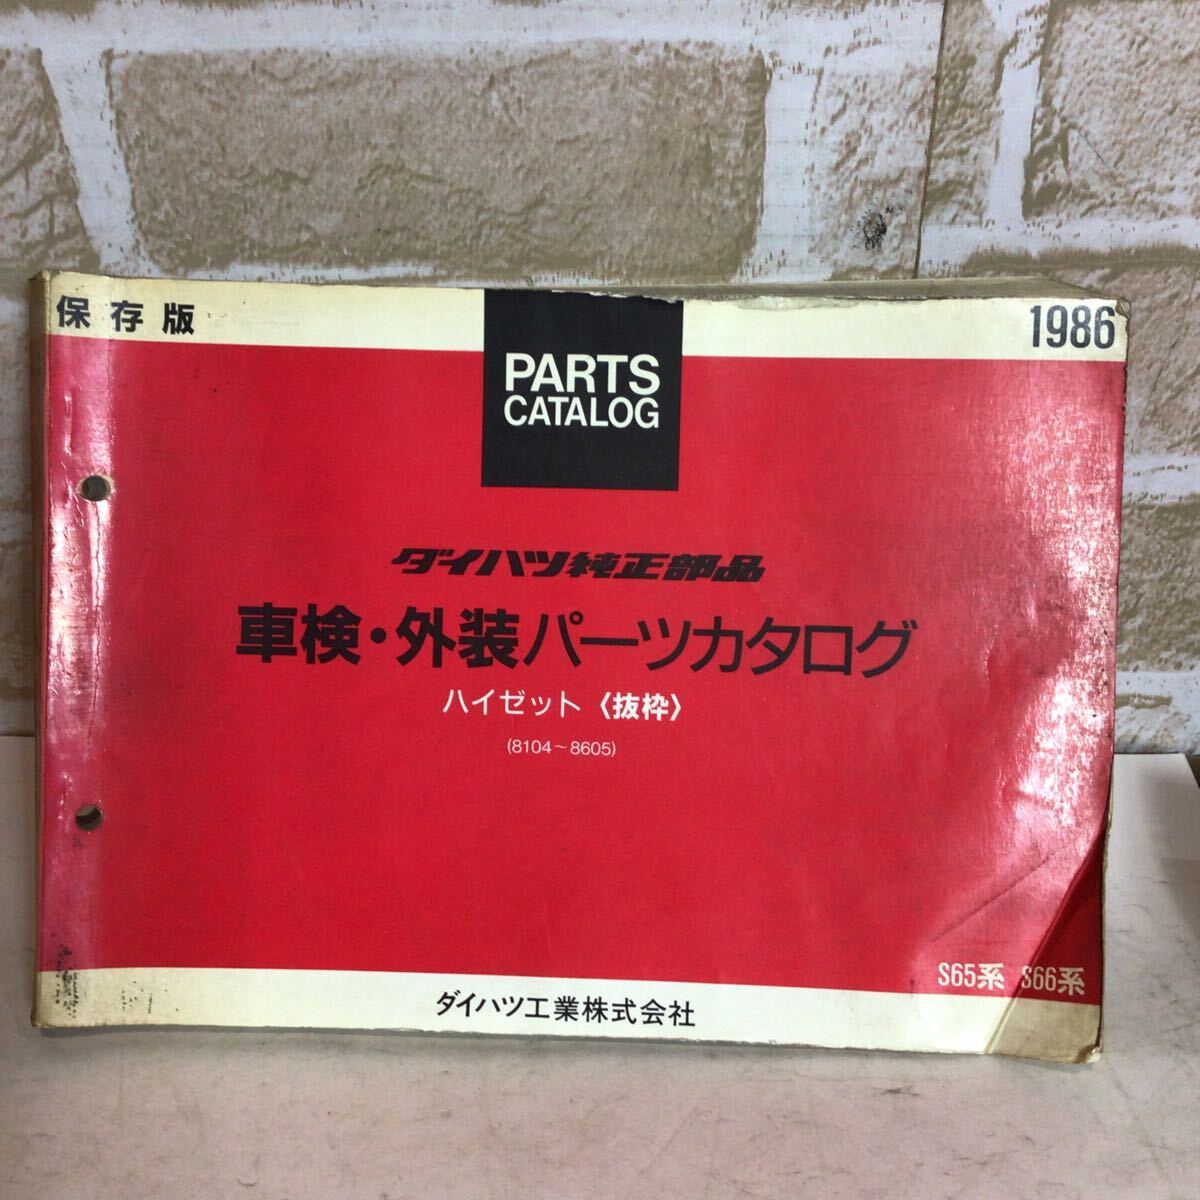 保存版
1986
PARTS
CATALOG
ダイハツ純正部品
車検・外装パーツカタログ
ハイゼット〈抜枠〉
(8104～8605)
S65系 S66系
ダイハツ工業株式会社